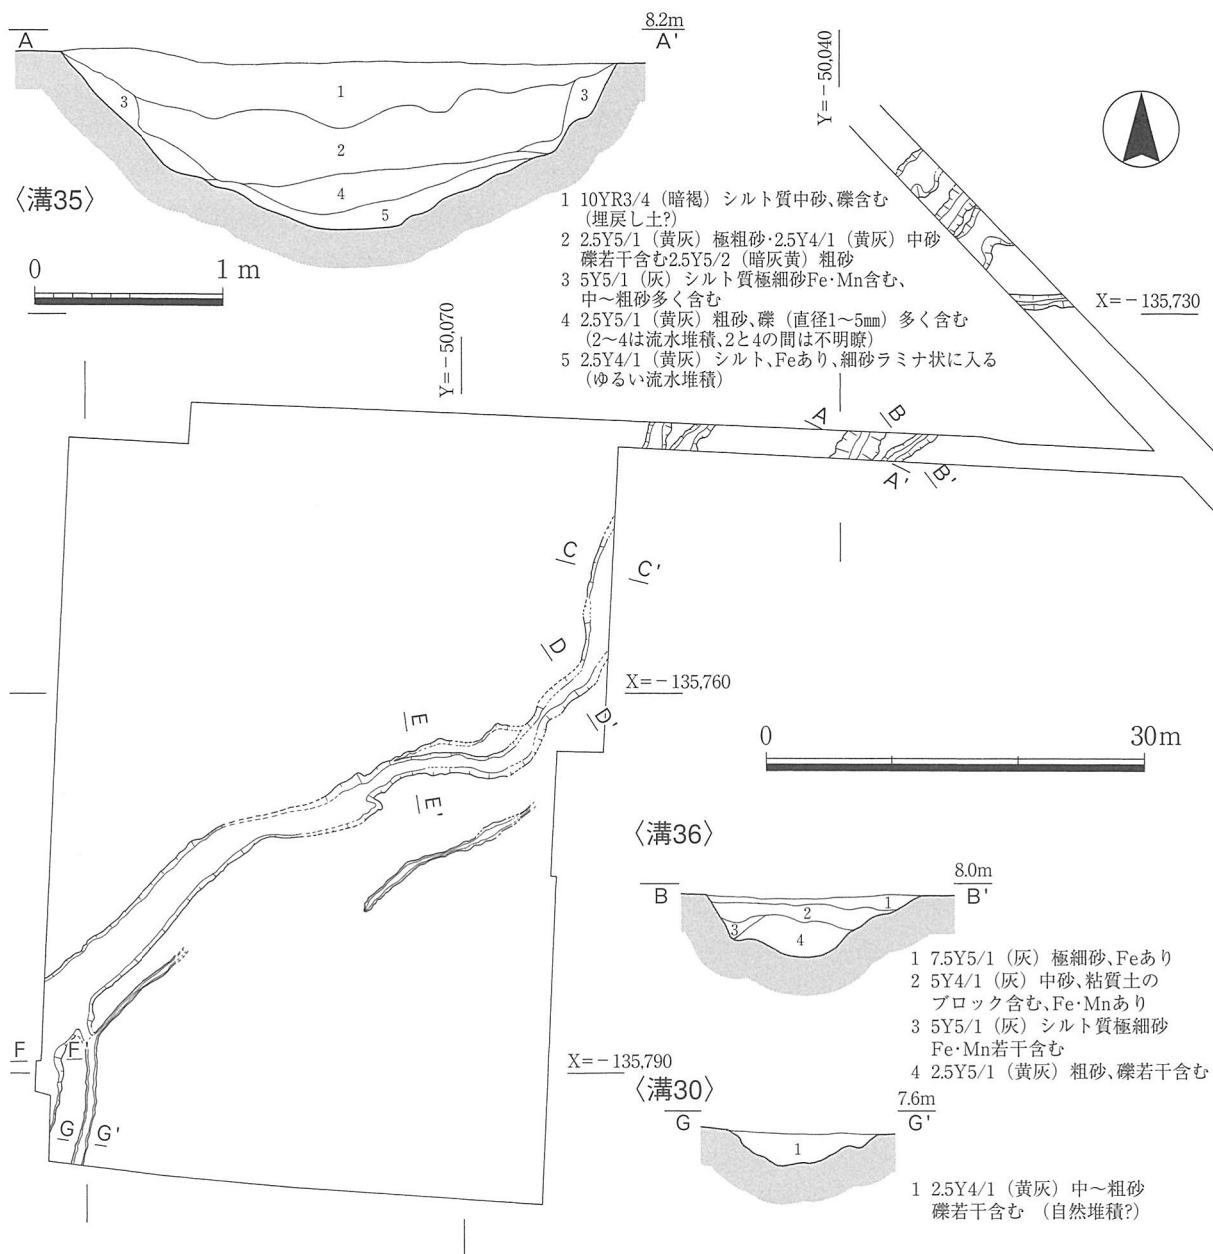 A
8.2m
A'
1
3
3
2
4
5
〈溝35〉
0
1 m
1 10YR3/4（暗褐）シルト質中砂、礫含む
（埋戻し土?）
2 2.5Y5/1（黄灰）極粗砂・2.5Y4/1（黄灰）中砂
礫若干含む2.5Y5/2（暗灰黄）粗砂
3 5Y5/1（灰）シルト質極細砂Fe・Mn含む、
中〜粗砂多く含む
4 2.5Y5/1（黄灰）粗砂、礫（直径1〜5㎜）多く含む
（2〜4は流水堆積、2と4の間は不明瞭）
5 2.5Y4/1（黄灰）シルト、Feあり、細砂ラミナ状に入る
（ゆるい流水堆積）
Y=－50,040
X=－135,730
Y=－50,070
A
B
A'
B'
C
C'
D
X=－135,760
D'
E
E'
0
30m
F
F'
G
G'
X=－135,790
〈溝36〉
B
8.0m
B'
1
2
3
4
1 7.5Y5/1（灰）極細砂、Feあり
2 5Y4/1（灰）中砂、粘質土の
ブロック含む、Fe・Mnあり
3 5Y5/1（灰）シルト質極細砂
Fe・Mn若干含む
4 2.5Y5/1（黄灰）粗砂、礫若干含む
〈溝30〉
G
7.6m
G'
1
1 2.5Y4/1（黄灰）中〜粗砂
礫若干含む （自然堆積?）